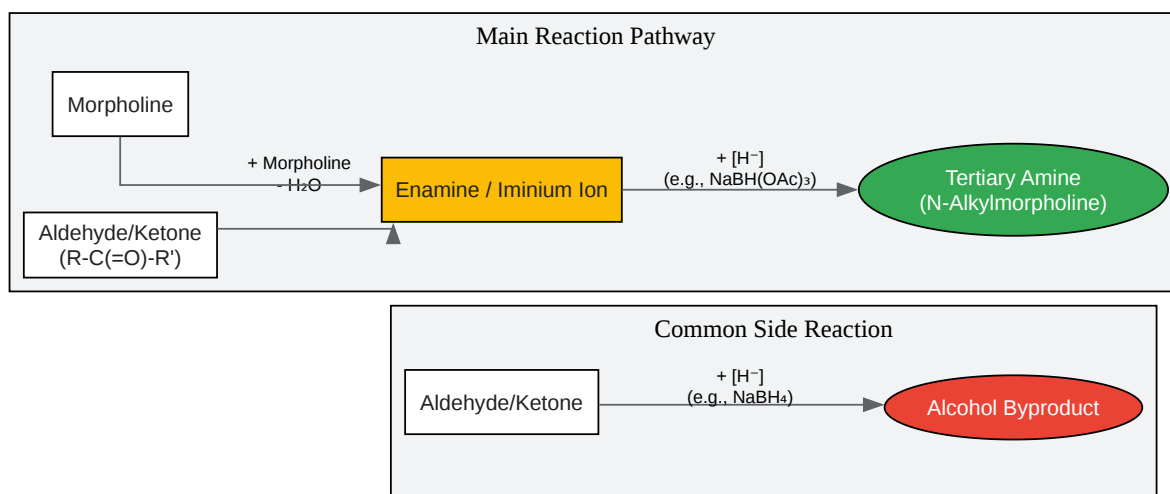 Main Reaction Pathway
Morpholine
+ Morpholine
- H₂O
Aldehyde/Ketone
(R-C(=O)-R')
Enamine / Iminium Ion
+ [H⁻]
(e.g., NaBH(OAc)₃)
Tertiary Amine
(N-Alkylmorpholine)
Common Side Reaction
Aldehyde/Ketone
+ [H⁻]
(e.g., NaBH₄)
Alcohol Byproduct